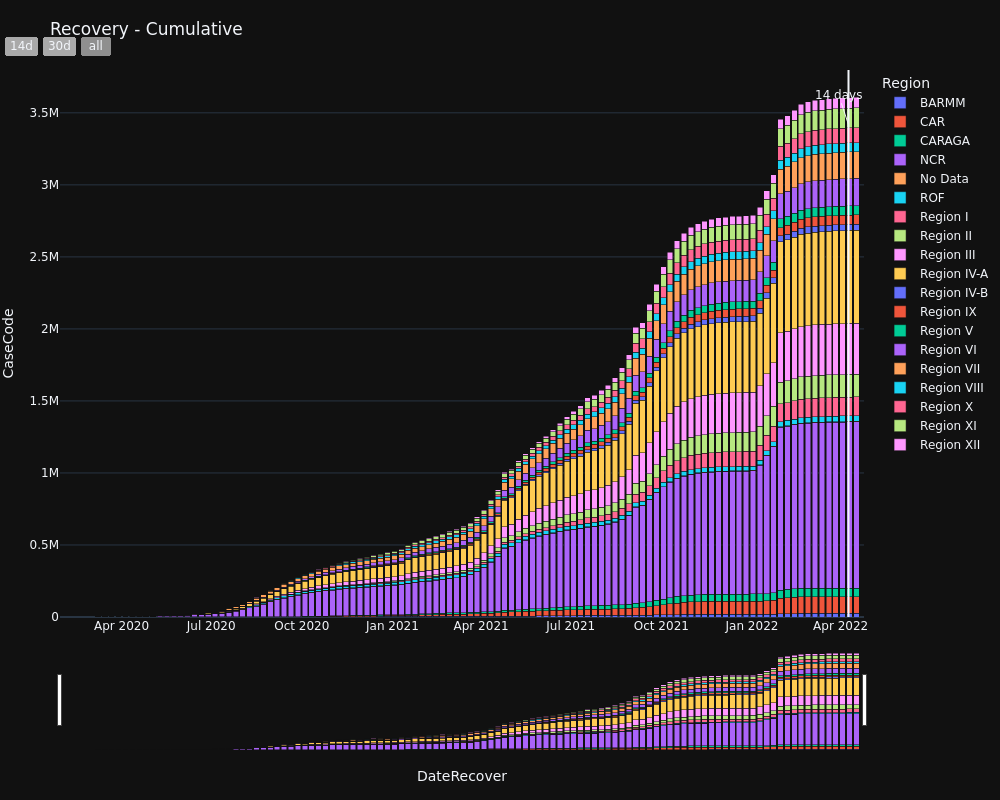 Recovery - Cumulative
14d 30d all
Region
14 days
BARMM
CAR
CARAGA
NCR
No Data
ROF
Region I
Region II
Region III
Region IV-A
Region IV-B
Region IX
Region V
Region VI
Region VII
Region VIII
Region X
Region XI
Region XII
CaseCode
3.5M
3M
2.5M
2M
1.5M
1M
0.5M
0
Apr 2020 Jul 2020 Oct 2020 Jan 2021 Apr 2021 Jul 2021 Oct 2021 Jan 2022 Apr 2022
DateRecover